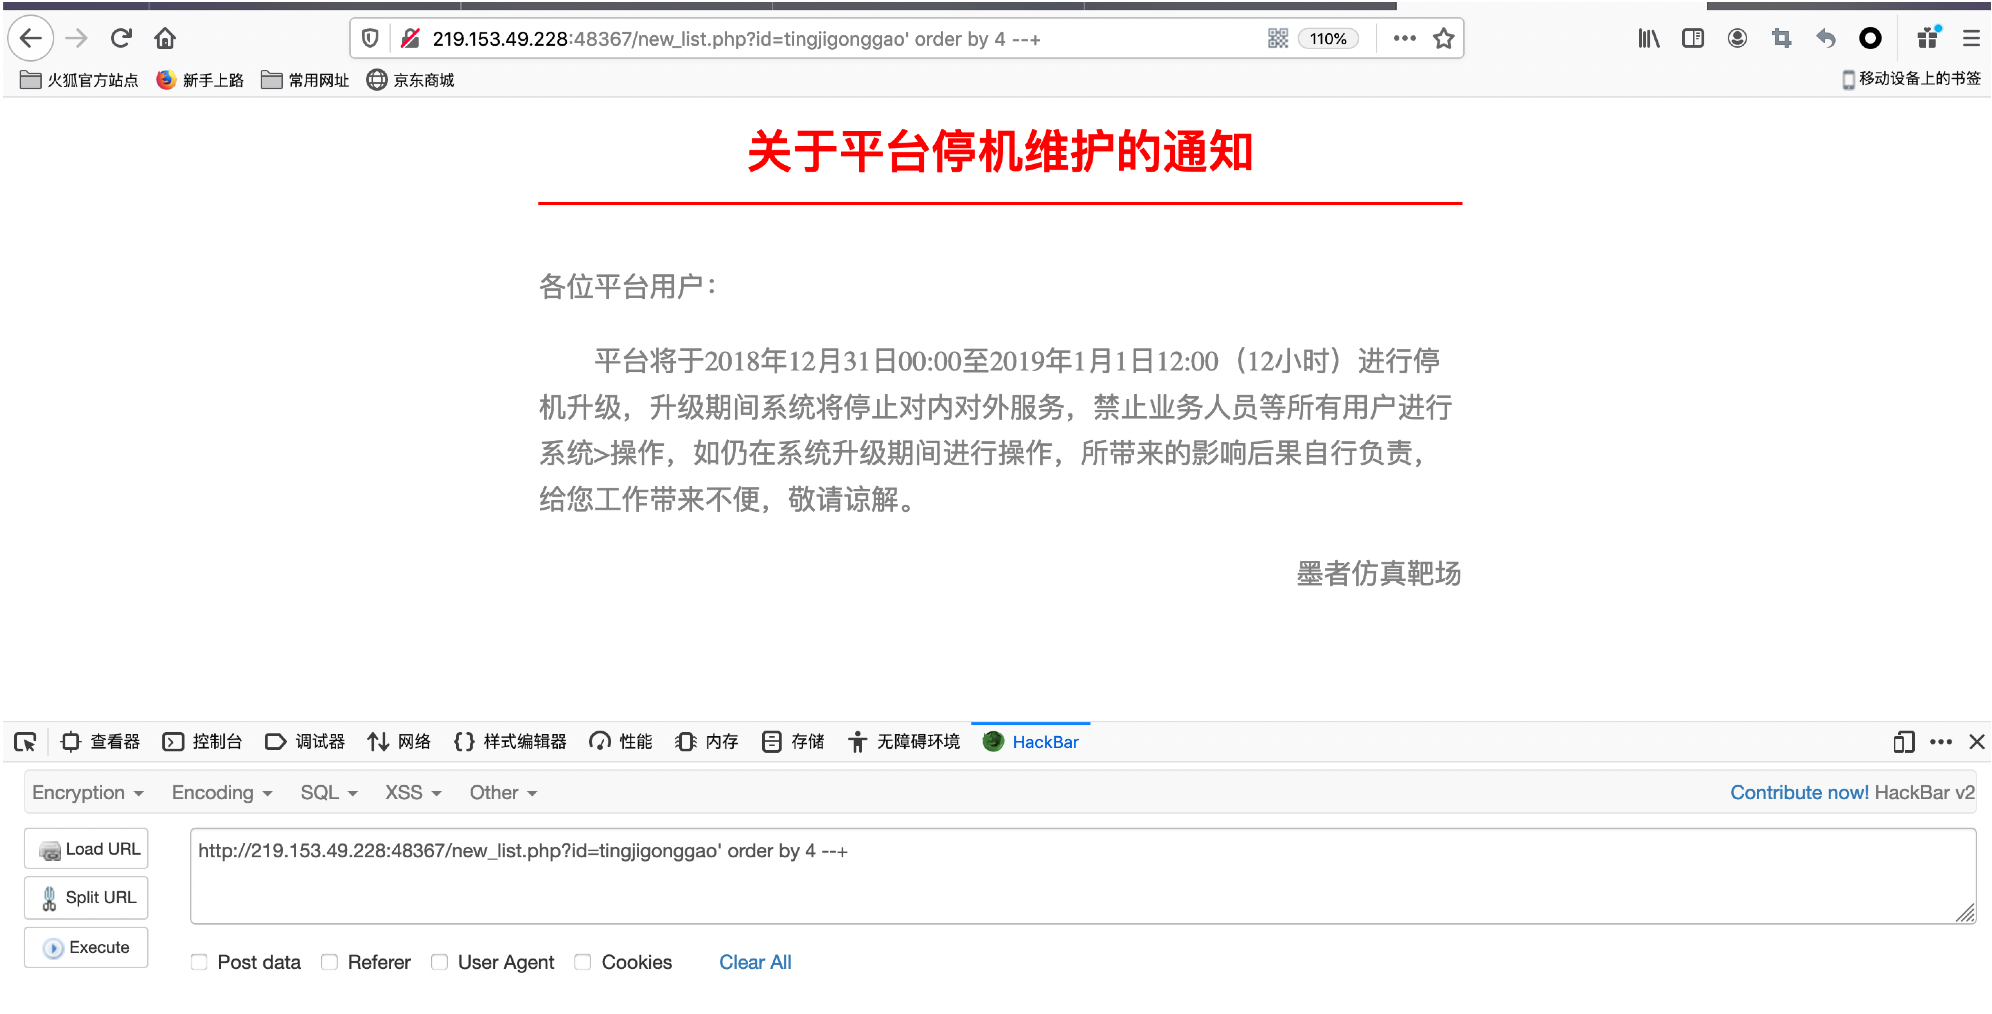 219.153.49.228:48367/new_list.php?id=tingjigonggao' order by 4 --+
110%
火狐官方站点 新手上路 常用网址 京东商城 移动设备上的书签
关于平台停机维护的通知
各位平台用户：
平台将于2018年12月31日00:00至2019年1月1日12:00（12小时）进行停
机升级，升级期间系统将停止对内对外服务，禁止业务人员等所有用户进行
系统>操作，如仍在系统升级期间进行操作，所带来的影响后果自行负责，
给您工作带来不便，敬请谅解。
墨者仿真靶场
查看器 控制台 调试器 网络 样式编辑器 性能 内存 存储 无障碍环境 HackBar
Encryption Encoding SQL XSS Other Contribute now! HackBar v2
Load URL
http://219.153.49.228:48367/new_list.php?id=tingjigonggao' order by 4 --+
Split URL
Execute
Post data Referer User Agent Cookies Clear All